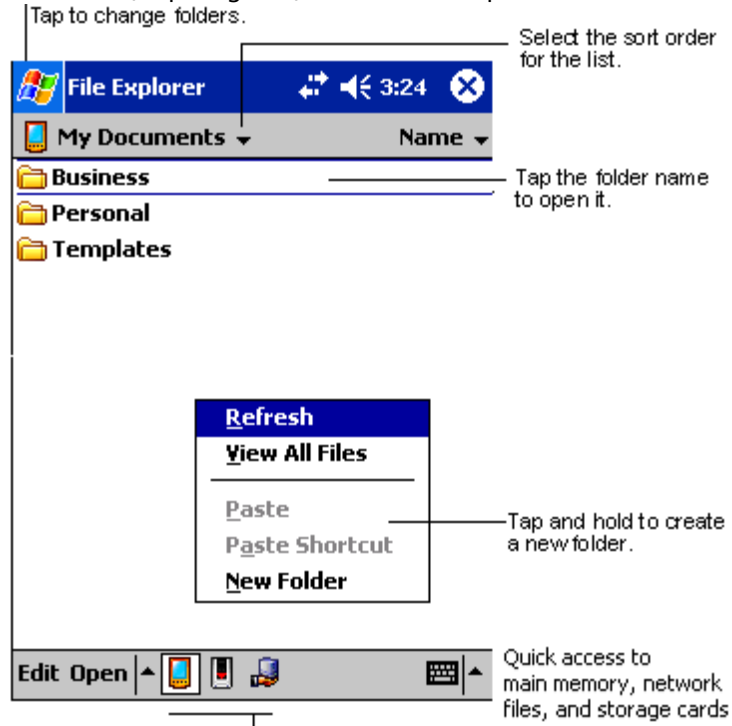 Tap to change folders.
Select the sort order
for the list.
File Explorer 3:24
My Documents Name
Business
Tap the folder name
to open it.
Personal
Templates
Refresh
View All Files
Paste
Paste Shortcut
New Folder
Tap and hold to create
a new folder.
Edit Open
Quick access to
main memory, network
files, and storage cards